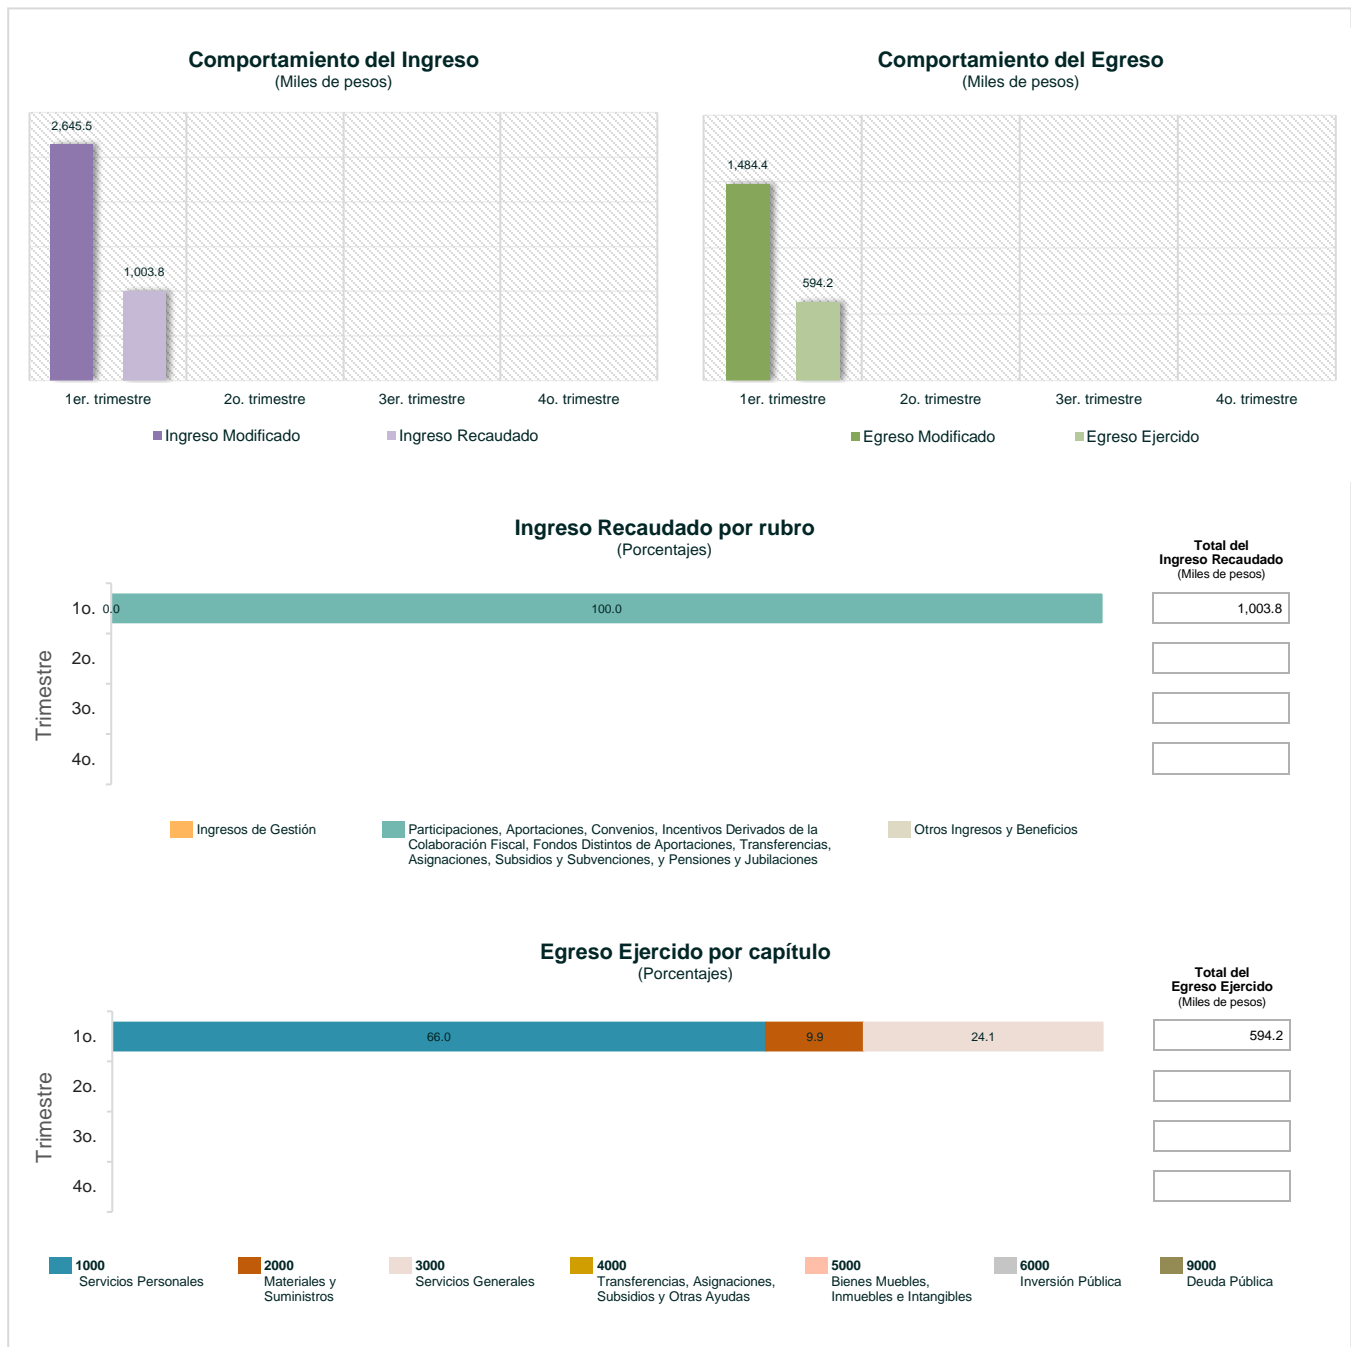 Comportamiento del Ingreso
(Miles de pesos)
2,645.5
1,003.8
1er. trimestre
2o. trimestre
3er. trimestre
4o. trimestre
Ingreso Modificado
Ingreso Recaudado
Comportamiento del Egreso
(Miles de pesos)
1,484.4
594.2
1er. trimestre
2o. trimestre
3er. trimestre
4o. trimestre
Egreso Modificado
Egreso Ejercido
Ingreso Recaudado por rubro
(Porcentajes)
Total del
Ingreso Recaudado
(Miles de pesos)
Trimestre
1o.
0.0
100.0
1,003.8
2o.
3o.
4o.
Ingresos de Gestión
Participaciones, Aportaciones, Convenios, Incentivos Derivados de la
Colaboración Fiscal, Fondos Distintos de Aportaciones, Transferencias,
Asignaciones, Subsidios y Subvenciones, y Pensiones y Jubilaciones
Otros Ingresos y Beneficios
Egreso Ejercido por capítulo
(Porcentajes)
Total del
Egreso Ejercido
(Miles de pesos)
Trimestre
1o.
66.0
9.9
24.1
594.2
2o.
3o.
4o.
1000
Servicios Personales
2000
Materiales y
Suministros
3000
Servicios Generales
4000
Transferencias, Asignaciones,
Subsidios y Otras Ayudas
5000
Bienes Muebles,
Inmuebles e Intangibles
6000
Inversión Pública
9000
Deuda Pública